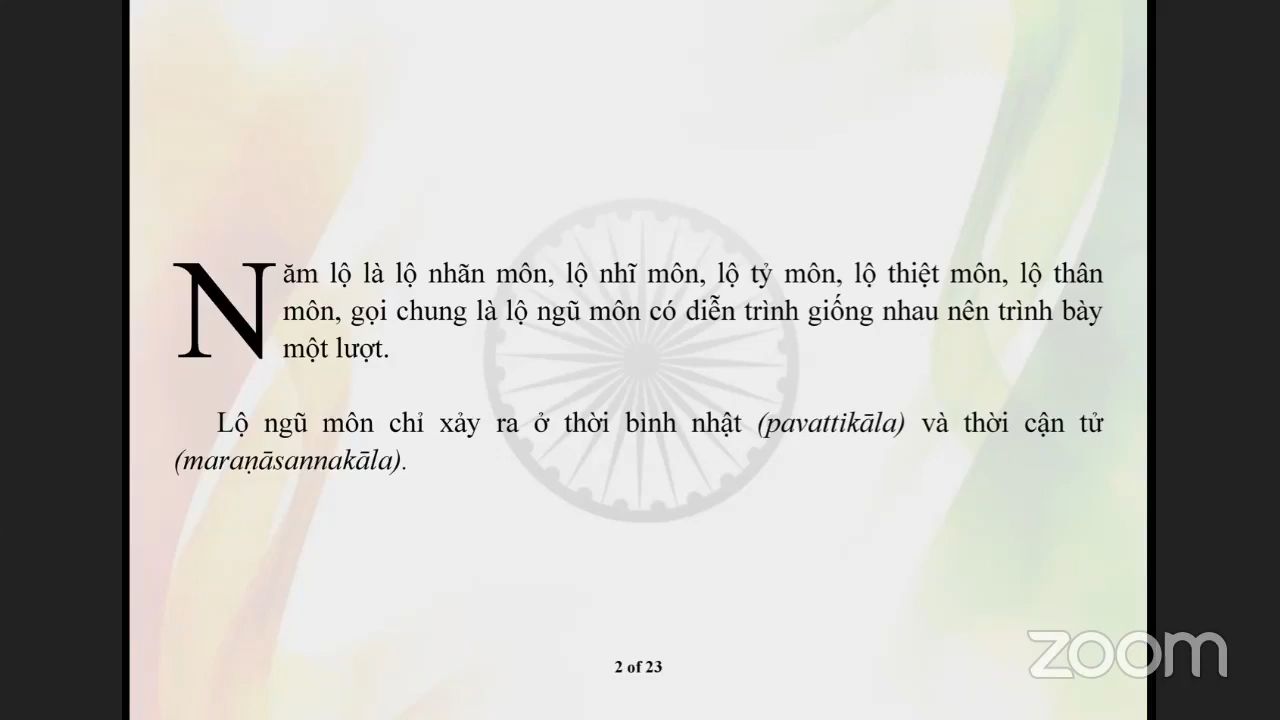 Năm lộ là lộ nhãn môn, lộ nhĩ môn, lộ tỷ môn, lộ thiệt môn, lộ thân
môn, gọi chung là lộ ngũ môn có diễn trình giống nhau nên trình bày
một lượt.
Lộ ngũ môn chỉ xảy ra ở thời bình nhật (pavattikāla) và thời cận tử
(maraṇāsannakāla).
2 of 23
zoom